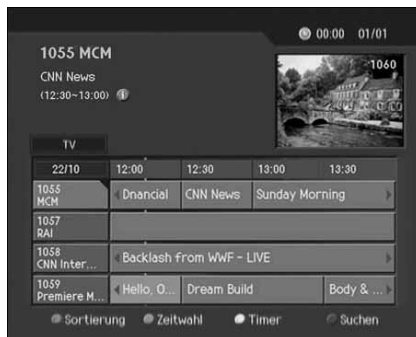 00:00 01/01
1055 MCM
1060
CNN News
(12:30~13:00)
TV
22/10 12:00 12:30 13:00 13:30
1055 MCM Dnancial CNN News Sunday Morning
1057 RAI
1058 CNN Inter... Backlash from WWF - LIVE
1059 Premiere M... Hello, O... Dream Build Body & ...
Sortierung Zeitwahl Timer Suchen